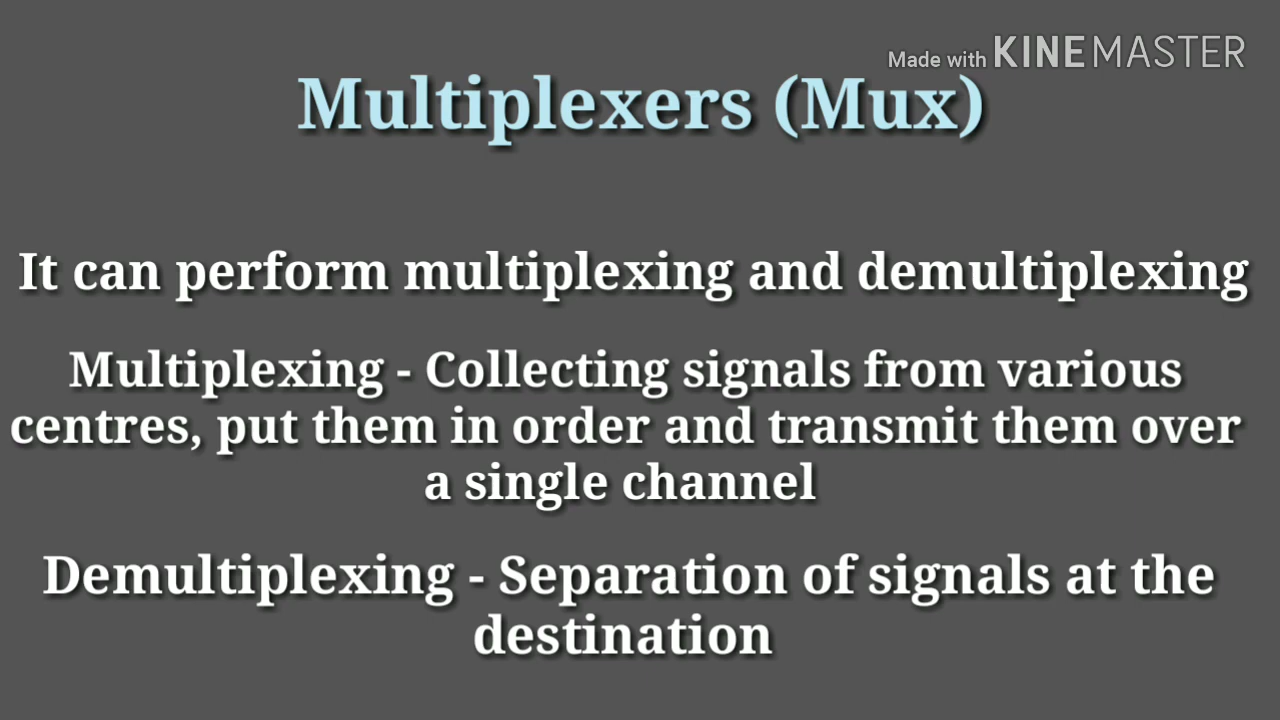 Made with KINEMASTER
Multiplexers (Mux)
It can perform multiplexing and demultiplexing
Multiplexing - Collecting signals from various
centres, put them in order and transmit them over
a single channel
Demultiplexing - Separation of signals at the
destination